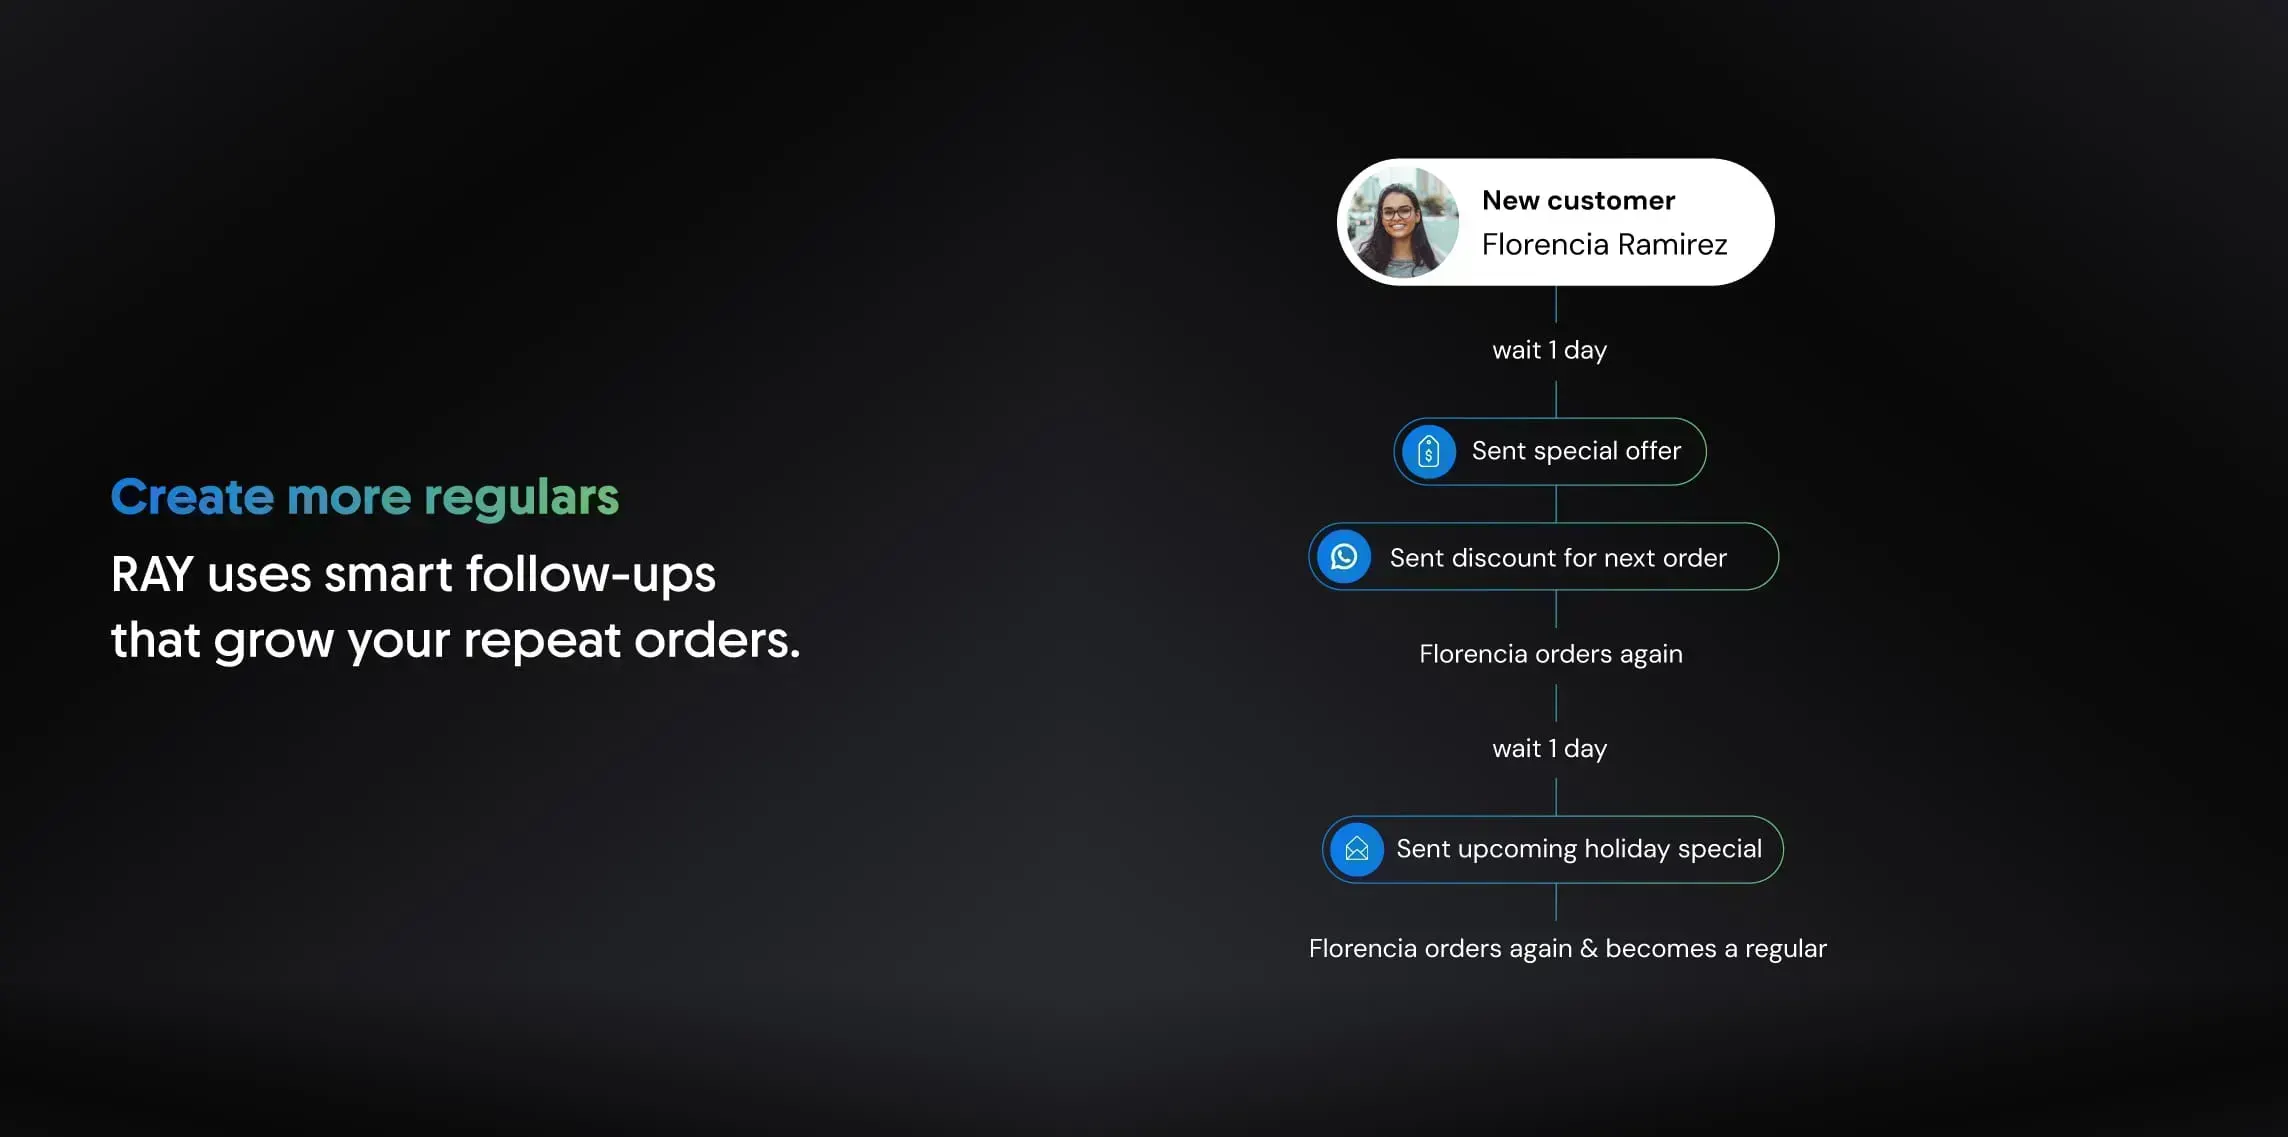 Create more regulars
RAY uses smart follow-ups
that grow your repeat orders.
New customer
Florencia Ramirez
wait 1 day
Sent special offer
Sent discount for next order
Florencia orders again
wait 1 day
Sent upcoming holiday special
Florencia orders again & becomes a regular